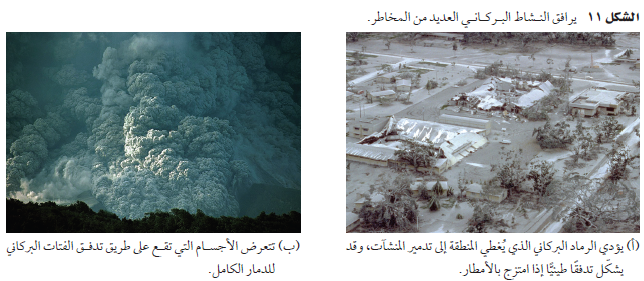 الشكل ١١ يرافق النشاط البركاني العديد من المخاطر.
(أ) يؤدي الرماد البركاني الذي يُغطي المنطقة إلى تدمير المنشآت، وقد
يشكّل تدفقًا طينيًّا إذا امتزج بالأمطار.
(ب) تتعرض الأجسام التي تقع على طريق تدفق الفتات البركاني
للدمار الكامل.